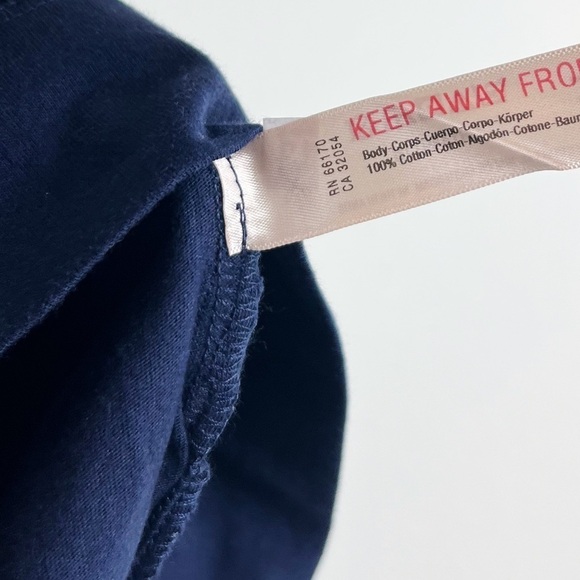 RN 66170
CA 32054
KEEP AWAY FROM
Body-Corps-Cuerpo-Corpo-Körper
100% Cotton-Coton-Algodón-Cotone-Baum